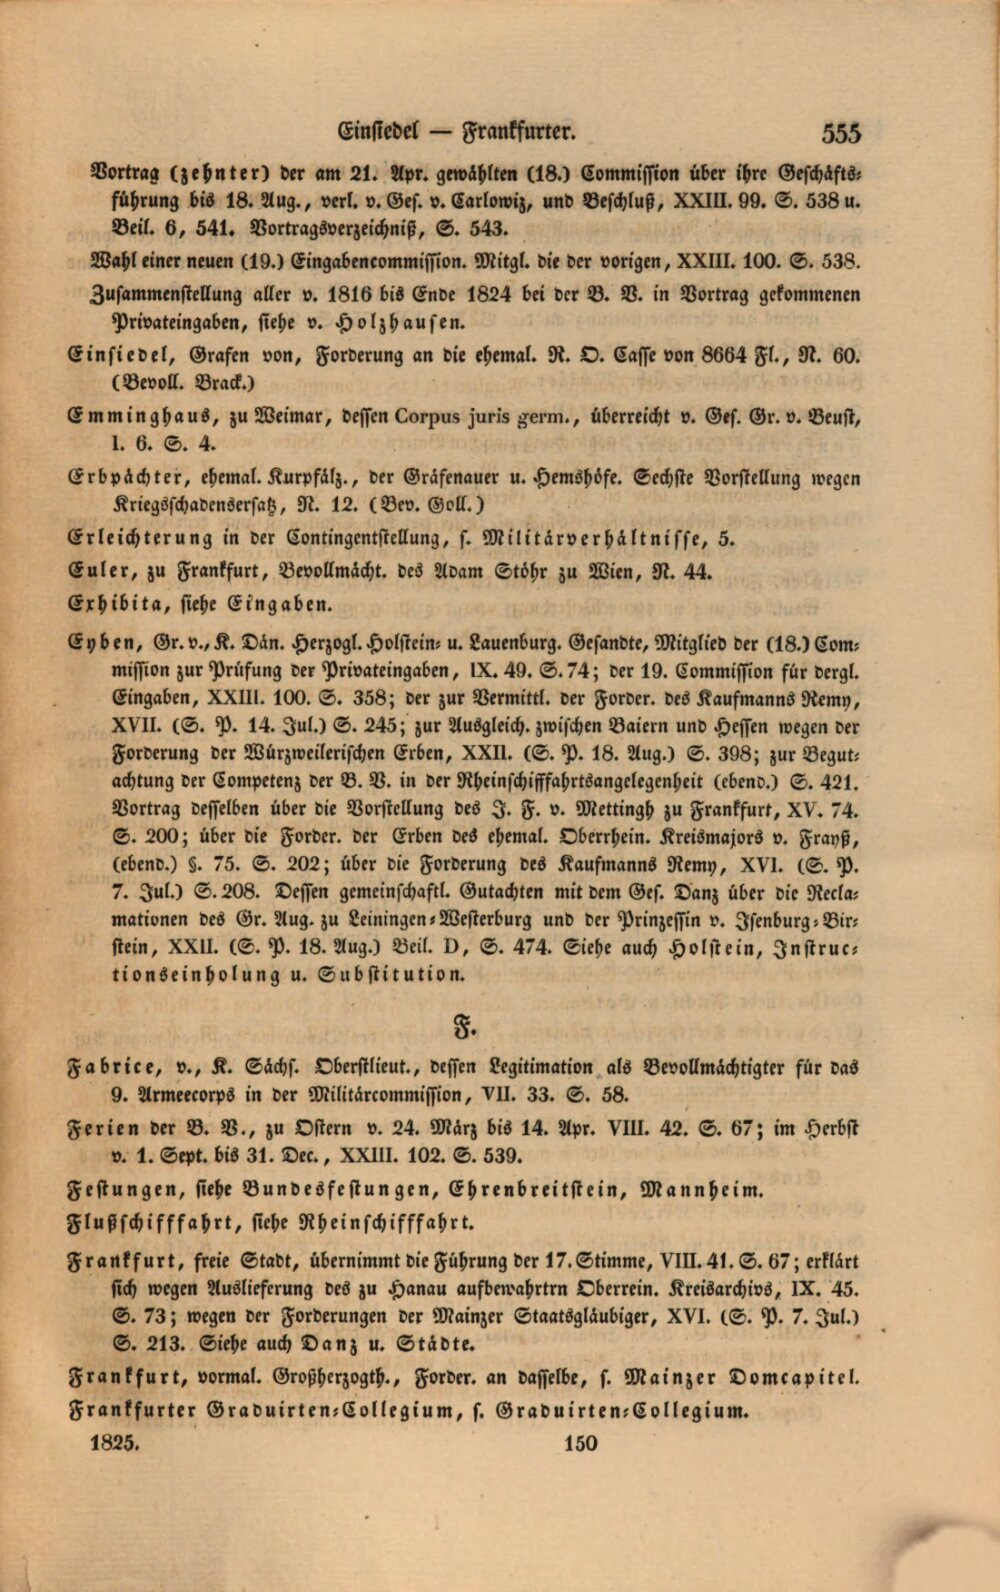 Einsiedel — Frankfurter. 555
Vortrag (zehnter) der am 21. Apr. gewählten (18.) Commission über ihre Geschäfts-
führung bis 18. Aug., verl. v. Ges. v. Carlowiz, und Beschluß, XXIII. 99. S. 538 u.
Beil. 6, 541. Vortragsverzeichniß, S. 543.
Wahl einer neuen (19.) Eingabencommission. Mitgl. die der vorigen, XXIII. 100. S. 538.
Zusammenstellung aller v. 1816 bis Ende 1824 bei der B. V. in Vortrag gekommenen
Privateingaben, siehe v. Holzhausen.
Einsiedel, Grafen von, Forderung an die ehemal. R. O. Casse von 8664 Fl., N. 60.
(Bevoll. Brack.)
Emminghaus, zu Weimar, dessen Corpus juris germ., überreicht v. Ges. Gr. v. Beust,
I. 6. S. 4.
Erbpächter, ehemal. Kurpfälz., der Gräfenauer u. Hemshöfe. Sechste Vorstellung wegen
Kriegsschadensersatz, N. 12. (Bev. Goll.)
Erleichterung in der Contingentstellung, s. Militärverhältnisse, 5.
Euler, zu Frankfurt, Bevollmächt. des Adam Stöhr zu Wien, N. 44.
Exhibita, siehe Eingaben.
Eyben, Gr. v., K. Dän. Herzogl. Holstein- u. Lauenburg. Gesandte, Mitglied der (18.) Com-
mission zur Prüfung der Privateingaben, IX. 49. S. 74; der 19. Commission für dergl.
Eingaben, XXIII. 100. S. 358; der zur Vermittl. der Forder. des Kaufmanns Remy,
XVII. (S. P. 14. Jul.) S. 245; zur Ausgleich. zwischen Baiern und Hessen wegen der
Forderung der Würzweilerischen Erben, XXII. (S. P. 18. Aug.) S. 398; zur Begut-
achtung der Competenz der B. V. in der Rheinschifffahrtsangelegenheit (ebend.) S. 421.
Vortrag desselben über die Vorstellung des J. F. v. Mettingh zu Frankfurt, XV. 74.
S. 200; über die Forder. der Erben des ehemal. Oberrhein. Kreismajors v. Frayß,
(ebend.) §. 75. S. 202; über die Forderung des Kaufmanns Remy, XVI. (S. P.
7. Jul.) S. 208. Dessen gemeinschaftl. Gutachten mit dem Ges. Danz über die Recla-
mationen des Gr. Aug. zu Leiningen-Westerburg und der Prinzessin v. Isenburg-Bir-
stein, XXII. (S. P. 18. Aug.) Beil. D, S. 474. Siehe auch Holstein, Instruc-
tionseinholung u. Substitution.
F.
Fabrice, v., K. Sächs. Oberstlieut., dessen Legitimation als Bevollmächtigter für das
9. Armeecorps in der Militärcommission, VII. 33. S. 58.
Ferien der B. V., zu Ostern v. 24. März bis 14. Apr. VIII. 42. S. 67; im Herbst
v. 1. Sept. bis 31. Dec., XXIII. 102. S. 539.
Festungen, siehe Bundesfestungen, Ehrenbreitstein, Mannheim.
Flußschifffahrt, siehe Rheinschifffahrt.
Frankfurt, freie Stadt, übernimmt die Führung der 17. Stimme, VIII. 41. S. 67; erklärt
sich wegen Auslieferung des zu Hanau aufbewahrtrn Oberrein. Kreisarchivs, IX. 45.
S. 73; wegen der Forderungen der Mainzer Staatsgläubiger, XVI. (S. P. 7. Jul.)
S. 213. Siehe auch Danz u. Städte.
Frankfurt, vormal. Großherzogth., Forder. an dasselbe, s. Mainzer Domcapitel.
Frankfurter Graduirten-Collegium, s. Graduirten-Collegium.
1825. 150